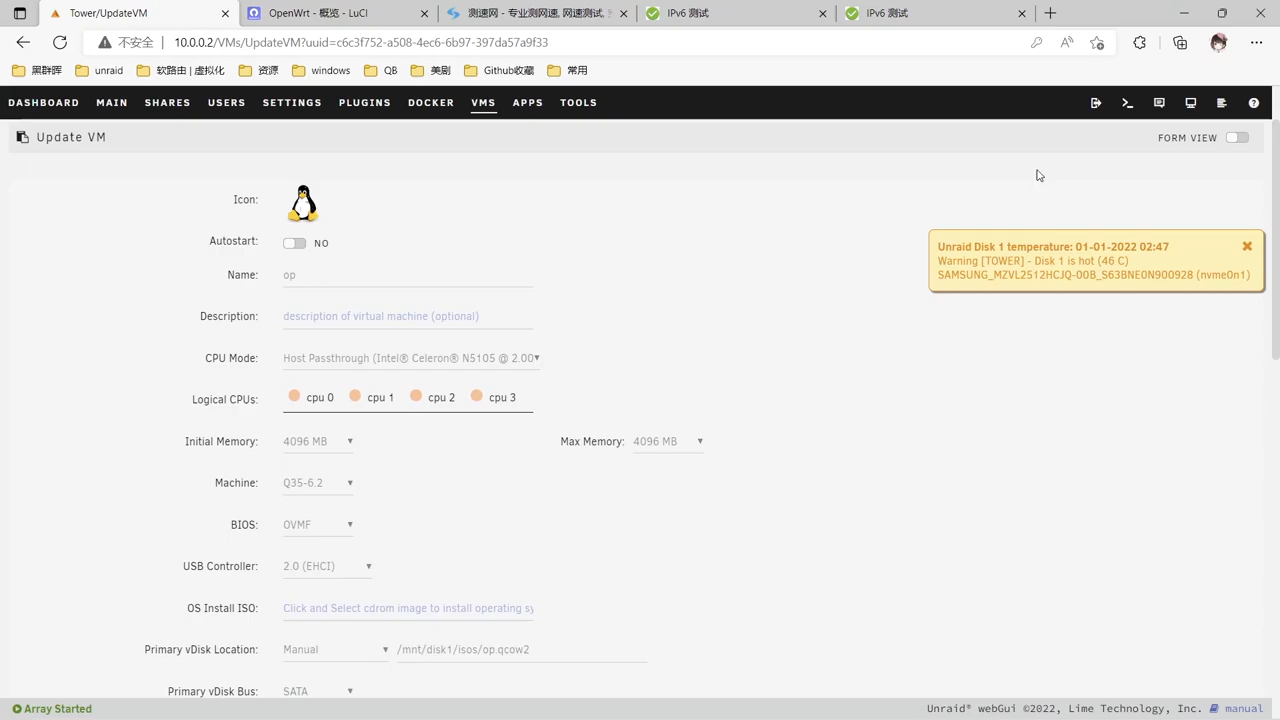 Tower/UpdateVM
OpenWrt - 概览 - LuCI
测速网 - 专业测网速, 网速测试,
IPv6 测试
IPv6 测试
不安全 10.0.0.2/VMs/UpdateVM?uuid=c6c3f752-a508-4ec6-6b97-397da57a9f33
黑群晖 unraid 软路由 | 虚拟化 资源 windows QB 美剧 Github收藏 常用
DASHBOARD MAIN SHARES USERS SETTINGS PLUGINS DOCKER VMS APPS TOOLS
Update VM
FORM VIEW
Icon:
Autostart: NO
Unraid Disk 1 temperature: 01-01-2022 02:47
Warning [TOWER] - Disk 1 is hot (46 C)
SAMSUNG_MZVL2512HCJQ-00B_S63BNE0N900928 (nvme0n1)
Name: op
Description: description of virtual machine (optional)
CPU Mode: Host Passthrough (Intel® Celeron® N5105 @ 2.00
Logical CPUs: cpu 0 cpu 1 cpu 2 cpu 3
Initial Memory: 4096 MB Max Memory: 4096 MB
Machine: Q35-6.2
BIOS: OVMF
USB Controller: 2.0 (EHCI)
OS Install ISO: Click and Select cdrom image to install operating sy
Primary vDisk Location: Manual /mnt/disk1/isos/op.qcow2
Primary vDisk Bus: SATA
Array Started
Unraid® webGui ©2022, Lime Technology, Inc. manual